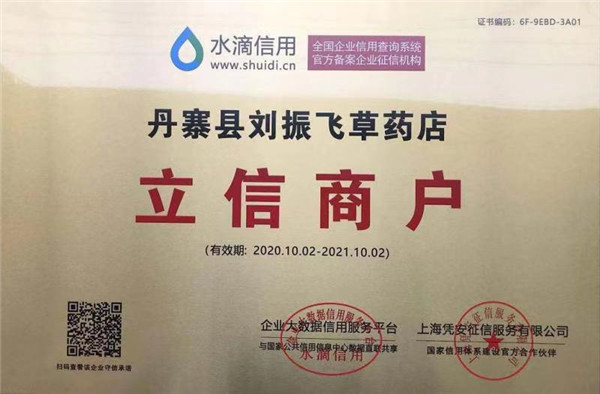 证书编码：6F-9EBD-3A01
水滴信用
www.shuidi.cn
全国企业信用查询系统
官方备案企业征信机构
丹寨县刘振飞草药店
立信商户
(有效期: 2020.10.02-2021.10.02)
企业大数据信用服务平台
与国家公共信用信息中心数据直联共享
水滴信用
上海凭安征信服务有限公司
国家信用体系建设官方合作伙伴
扫码查看该企业守信承诺